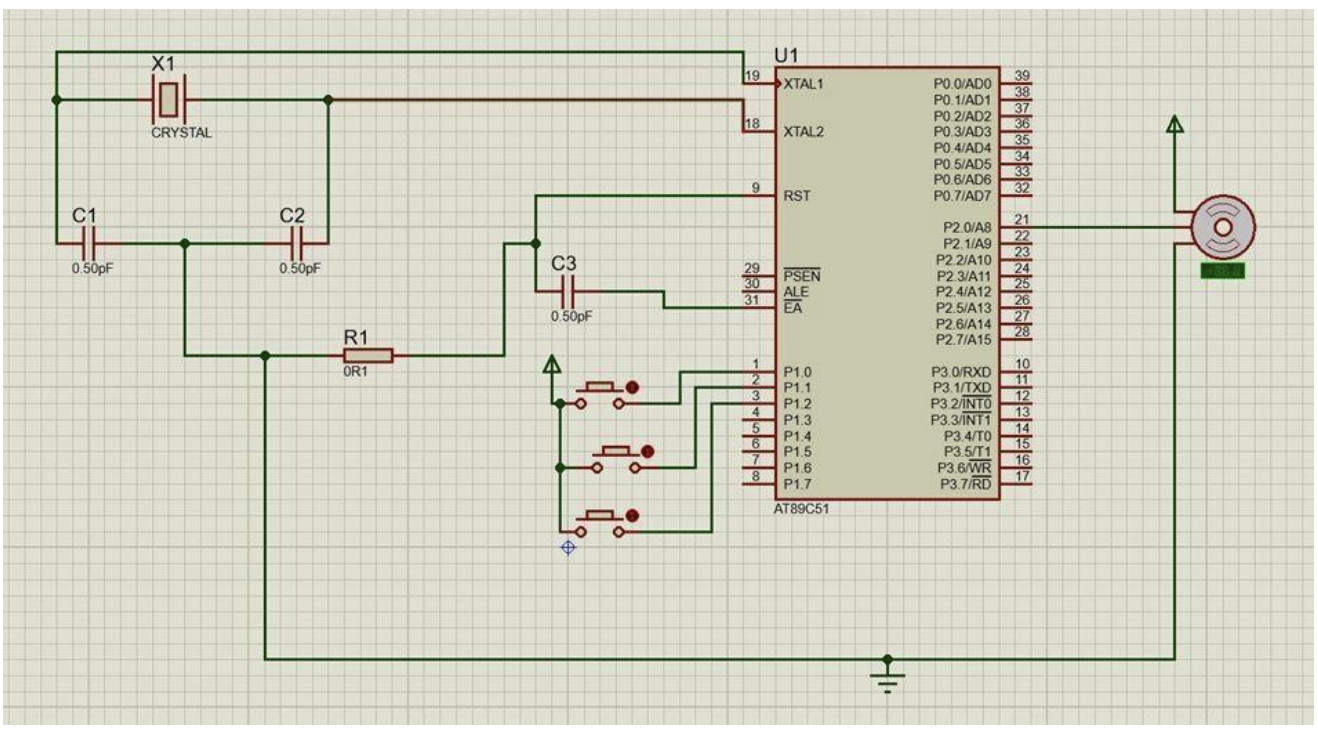 X1
CRYSTAL
C1
0.50pF
C2
0.50pF
R1
0R1
C3
0.50pF
U1
19 XTAL1
18 XTAL2
9 RST
29 PSEN
30 ALE
31 EA
1 P1.0
2 P1.1
3 P1.2
4 P1.3
5 P1.4
6 P1.5
7 P1.6
8 P1.7
P0.0/AD0 39
P0.1/AD1 38
P0.2/AD2 37
P0.3/AD3 36
P0.4/AD4 35
P0.5/AD5 34
P0.6/AD6 33
P0.7/AD7 32
P2.0/A8 21
P2.1/A9 22
P2.2/A10 23
P2.3/A11 24
P2.4/A12 25
P2.5/A13 26
P2.6/A14 27
P2.7/A15 28
P3.0/RXD 10
P3.1/TXD 11
P3.2/INT0 12
P3.3/INT1 13
P3.4/T0 14
P3.5/T1 15
P3.6/WR 16
P3.7/RD 17
AT89C51